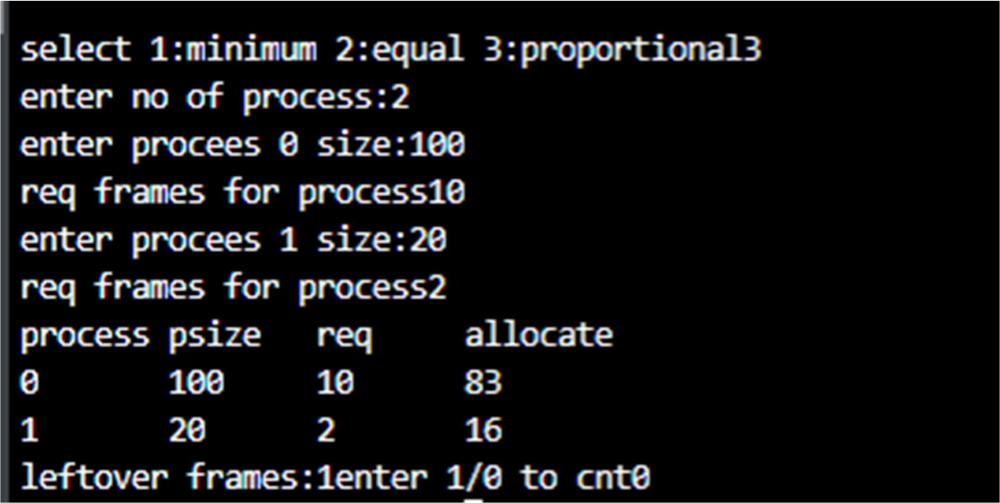 select 1:minimum 2:equal 3:proportional3
enter no of process:2
enter procees 0 size:100
req frames for process10
enter procees 1 size:20
req frames for process2
process psize   req     allocate
0       100     10      83
1       20      2       16
leftover frames:1enter 1/0 to cnt0